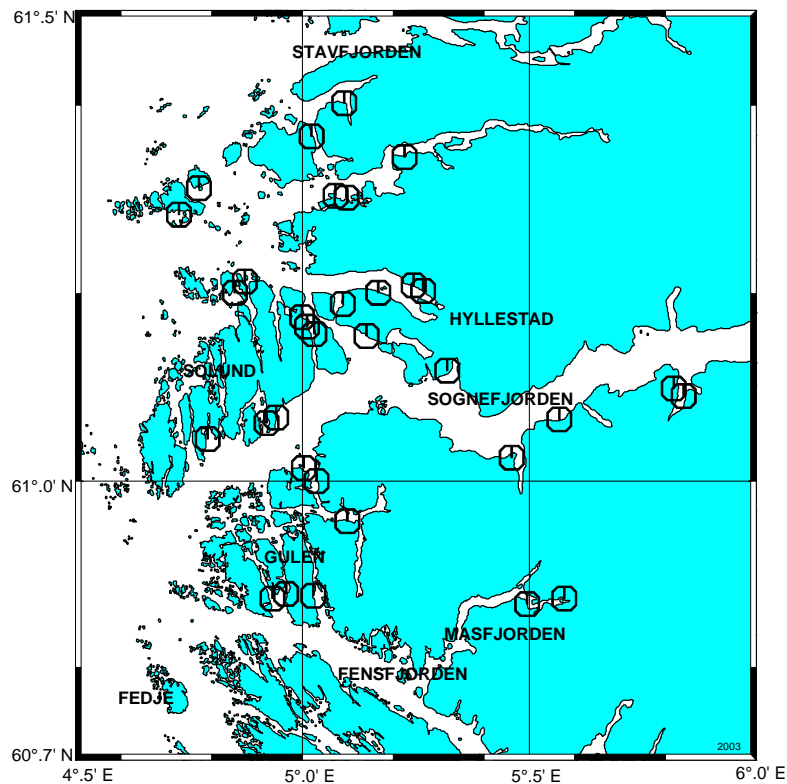 61°.5' N
STAVFJORDEN
HYLLESTAD
SOLUND
SOGNEFJORDEN
61°.0' N
GULEN
MASFJORDEN
FENSFJORDEN
FEDJE
2003
60°.7' N
4°.5' E
5°.0' E
5°.5' E
6°.0' E